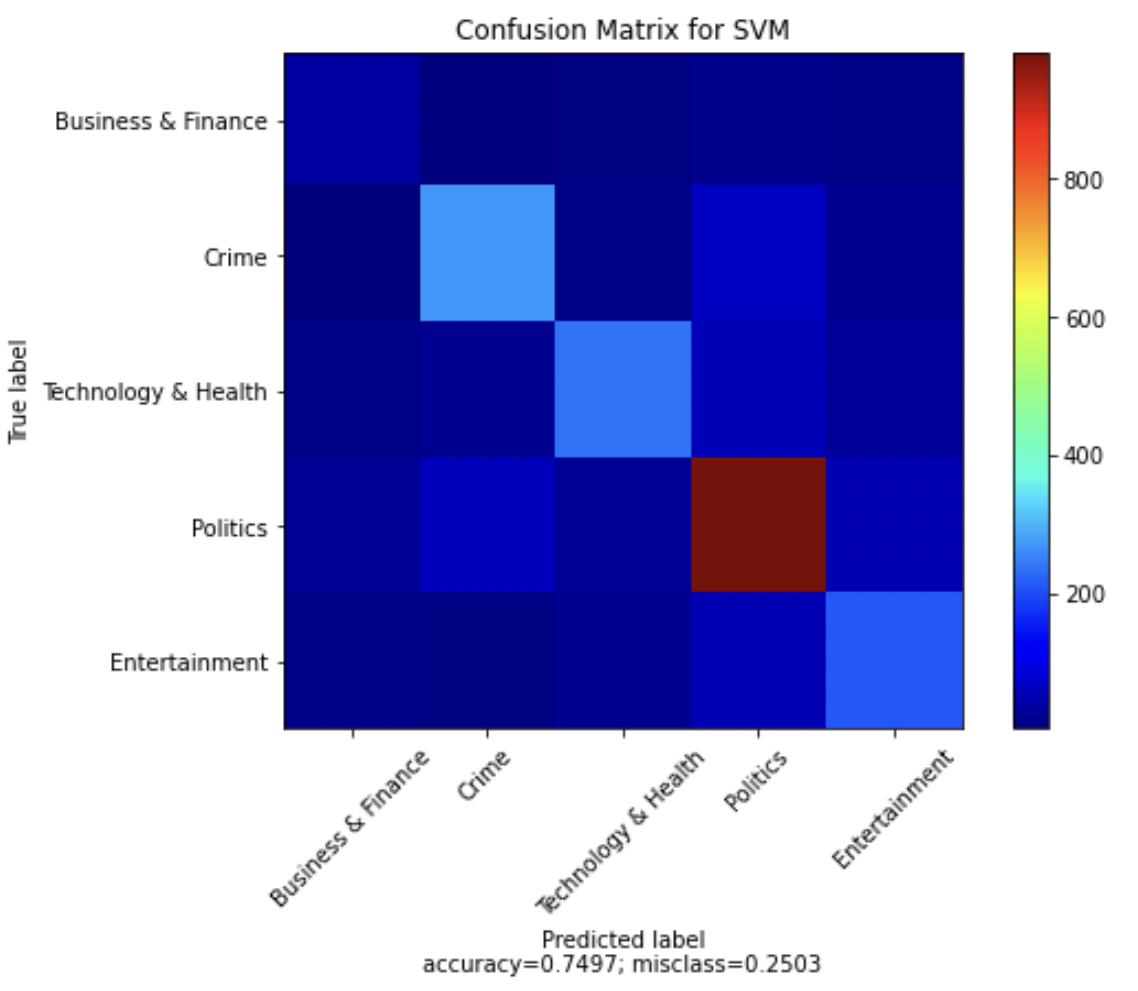 Confusion Matrix for SVM
Business & Finance
Crime
Technology & Health
Politics
Entertainment
True label
800
600
400
200
Business & Finance
Crime
Technology & Health
Politics
Entertainment
Predicted label
accuracy=0.7497; misclass=0.2503